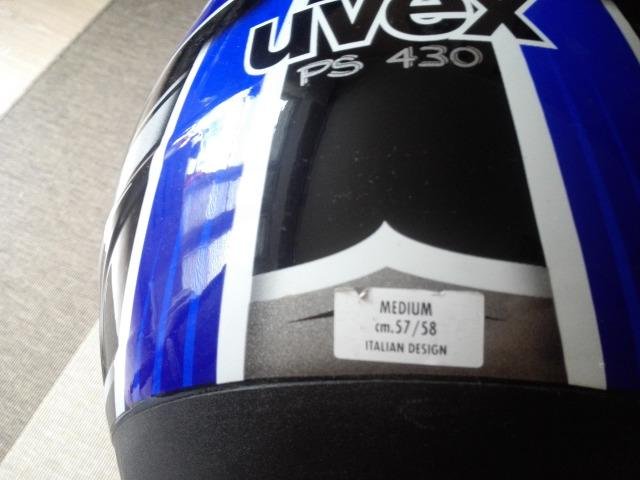 uvex
PS 430
MEDIUM
cm.57/58
ITALIAN DESIGN